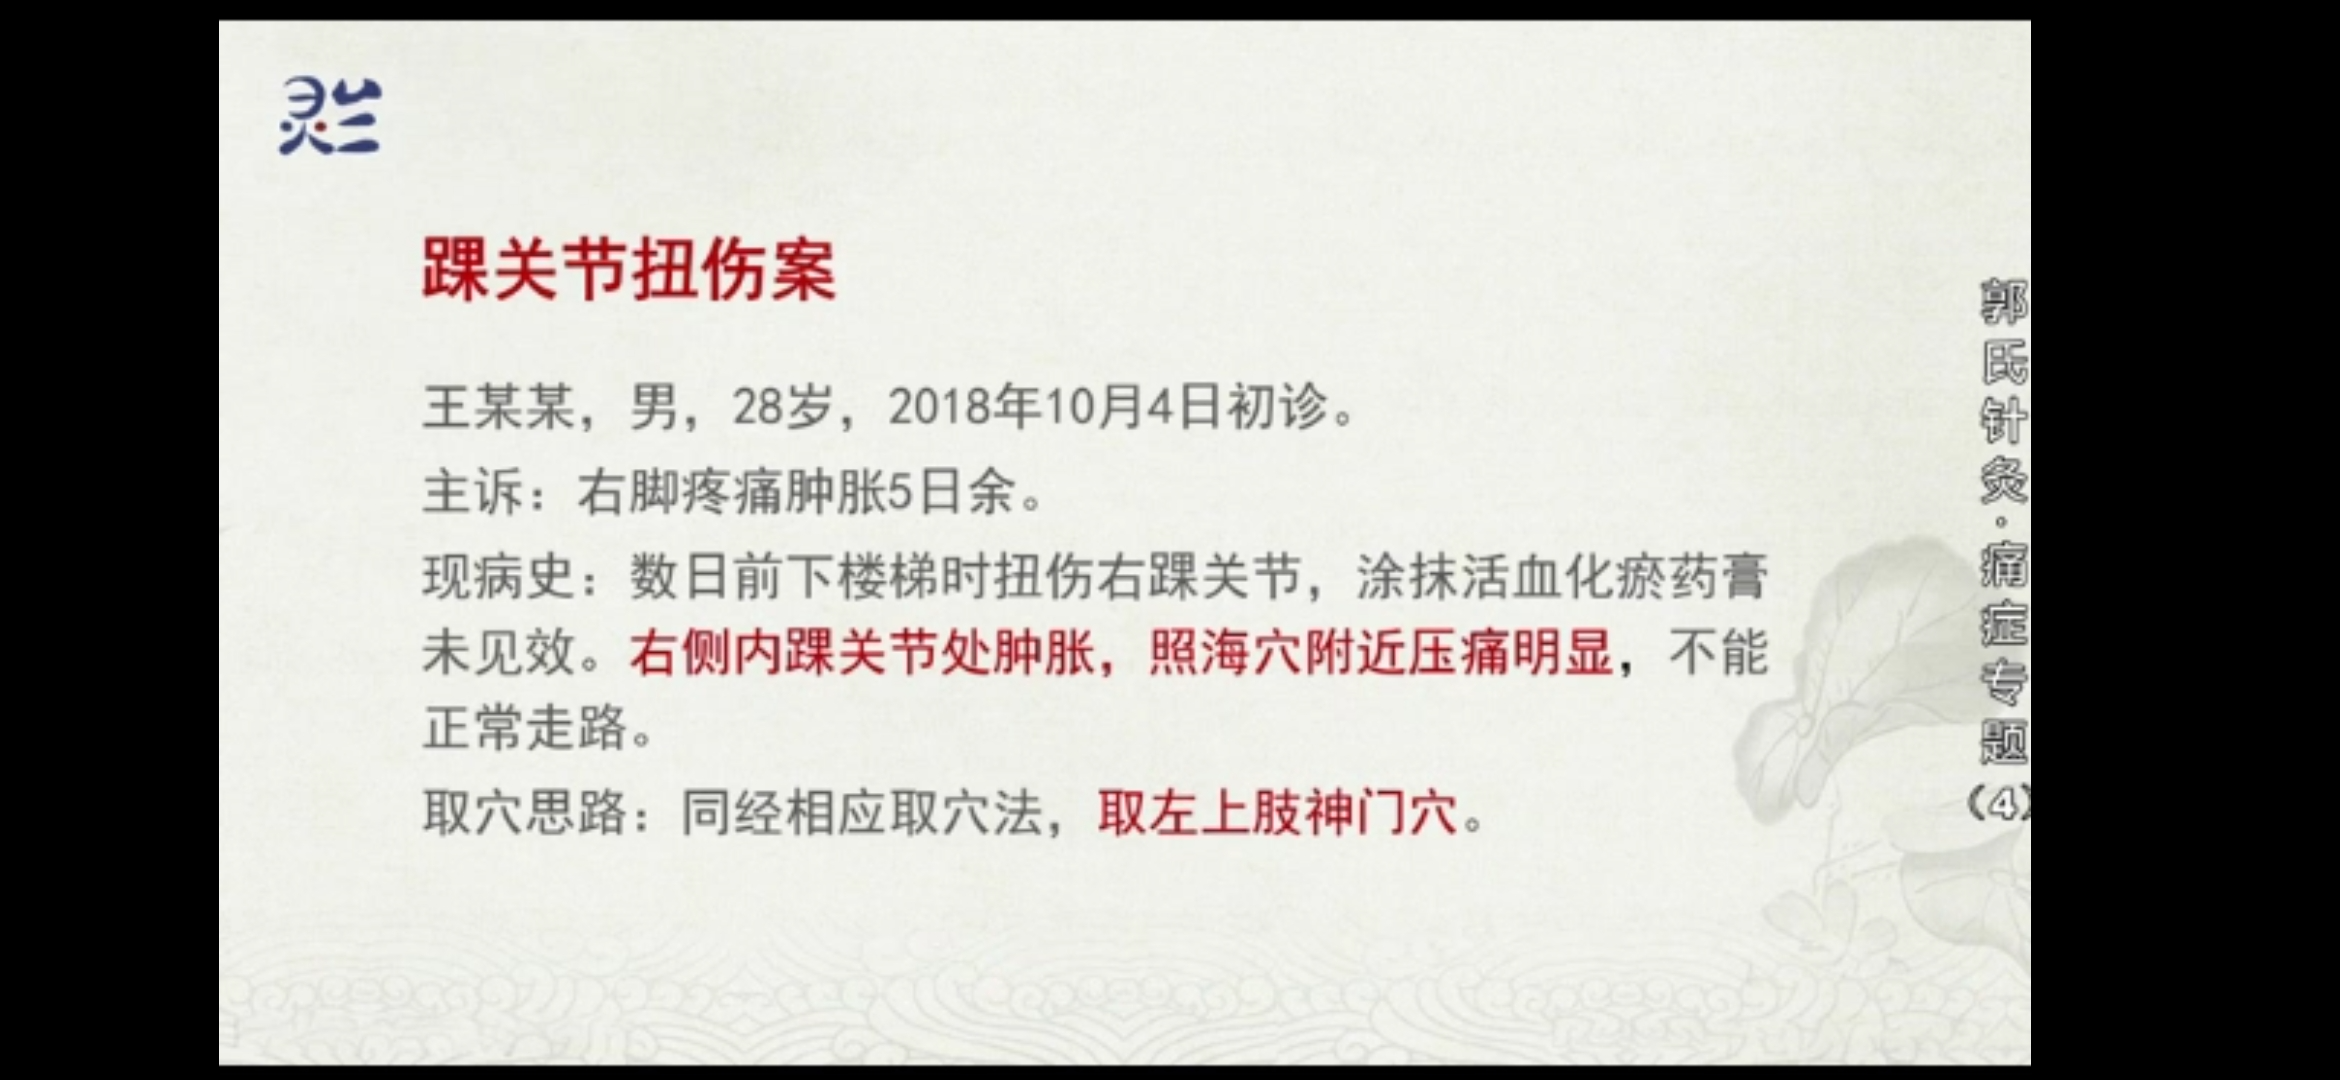 灵兰
踝关节扭伤案
王某某，男，28岁，2018年10月4日初诊。
主诉：右脚疼痛肿胀5日余。
现病史：数日前下楼梯时扭伤右踝关节，涂抹活血化瘀药膏
未见效。右侧内踝关节处肿胀，照海穴附近压痛明显，不能
正常走路。
取穴思路：同经相应取穴法，取左上肢神门穴。
郭氏针灸·痛症专题（4）